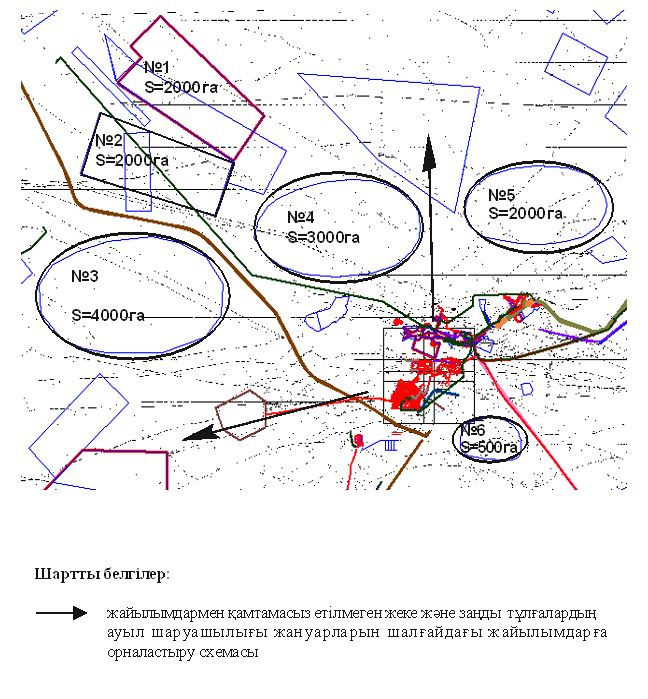 №1
S=2000га
№2
S=2000га
№5
S=2000га
№4
S=3000га
№3
S=4000га
№6
S=500га
Шартты белгілер:
жайылымдармен қамтамасыз етілмеген жеке және заңды тұлғалардың
ауыл шаруашылығы жануарларын шалғайдағы жайылымдарға
орналастыру схемасы